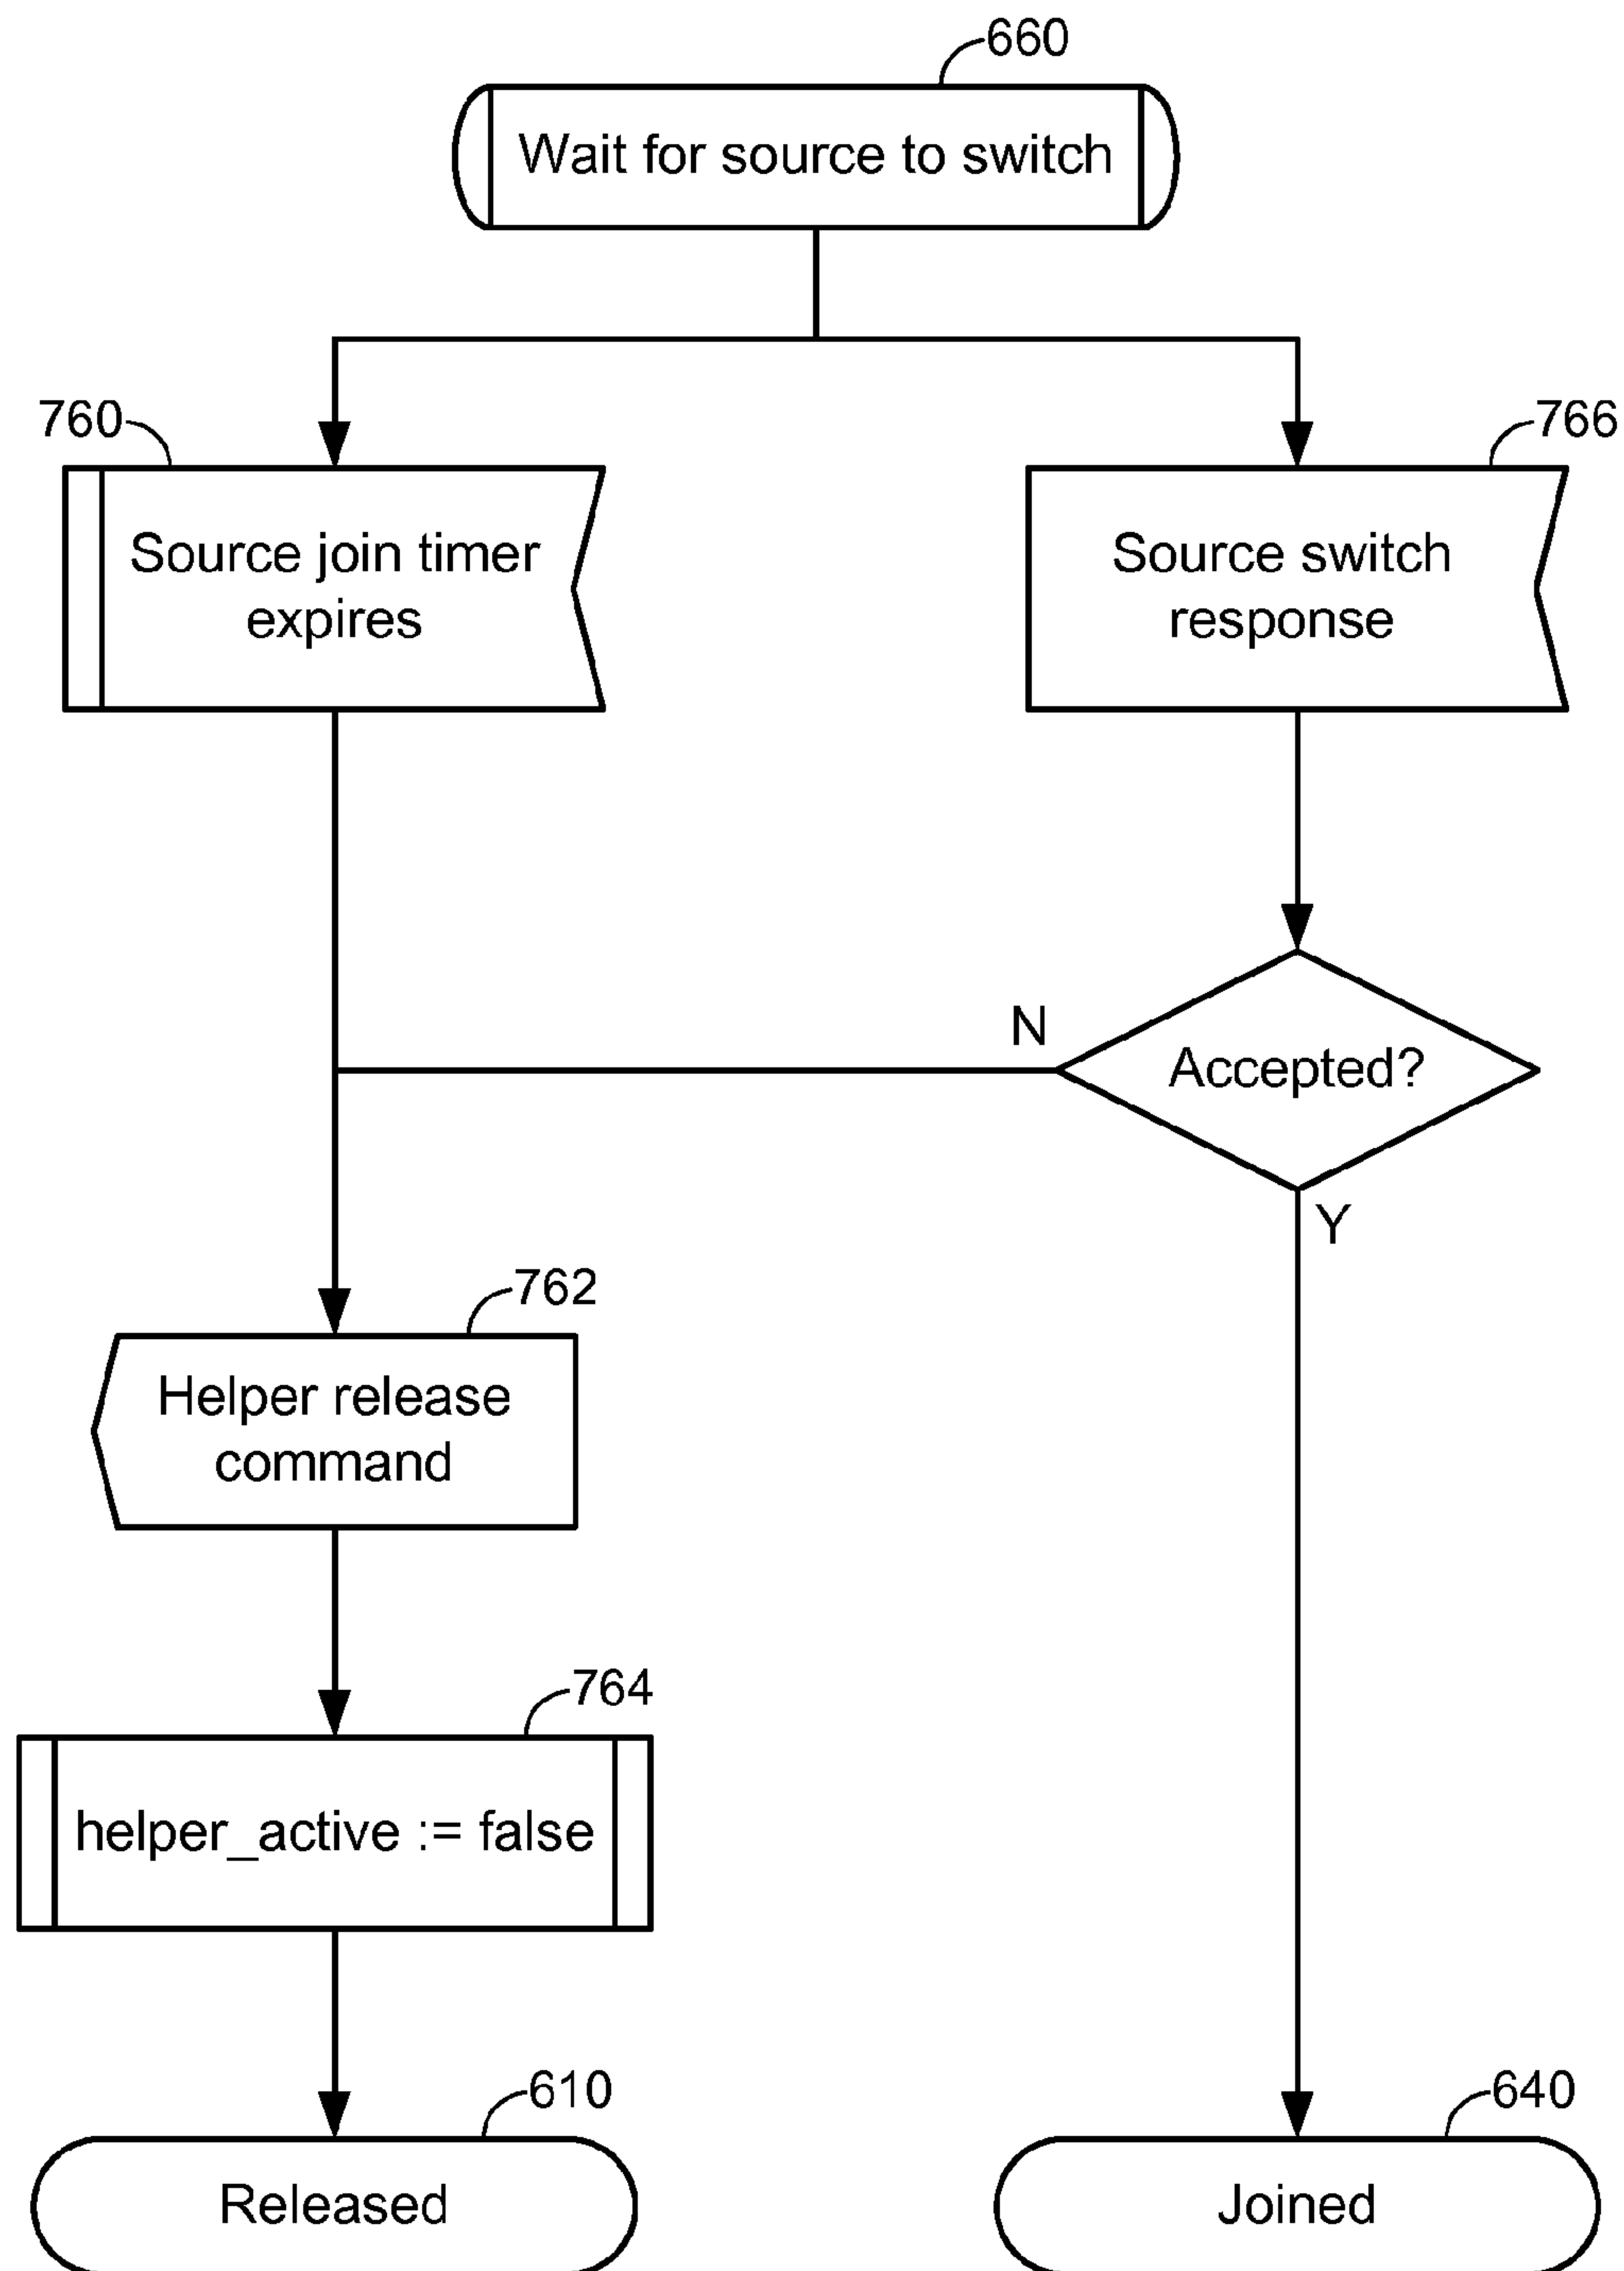 660
Wait for source to switch
760
766
Source join timer
expires
Source switch
response
N
Accepted?
Y
762
Helper release
command
764
helper_active := false
610
640
Released
Joined